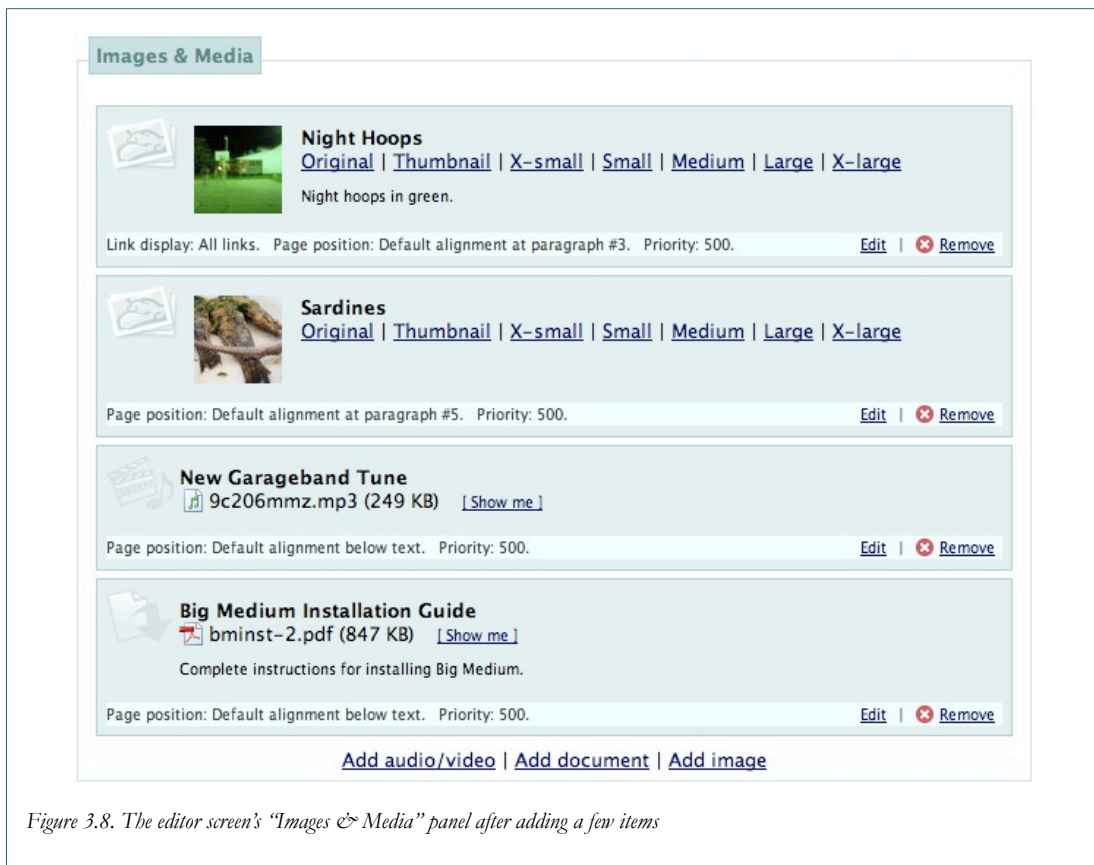 Images & Media
Night Hoops
Original | Thumbnail | X-small | Small | Medium | Large | X-large
Night hoops in green.
Link display: All links. Page position: Default alignment at paragraph #3. Priority: 500. Edit | Remove
Sardines
Original | Thumbnail | X-small | Small | Medium | Large | X-large
Page position: Default alignment at paragraph #5. Priority: 500. Edit | Remove
New Garageband Tune
9c206mmz.mp3 (249 KB) [ Show me ]
Page position: Default alignment below text. Priority: 500. Edit | Remove
Big Medium Installation Guide
bminst-2.pdf (847 KB) [ Show me ]
Complete instructions for installing Big Medium.
Page position: Default alignment below text. Priority: 500. Edit | Remove
Add audio/video | Add document | Add image
Figure 3.8. The editor screen's “Images & Media” panel after adding a few items